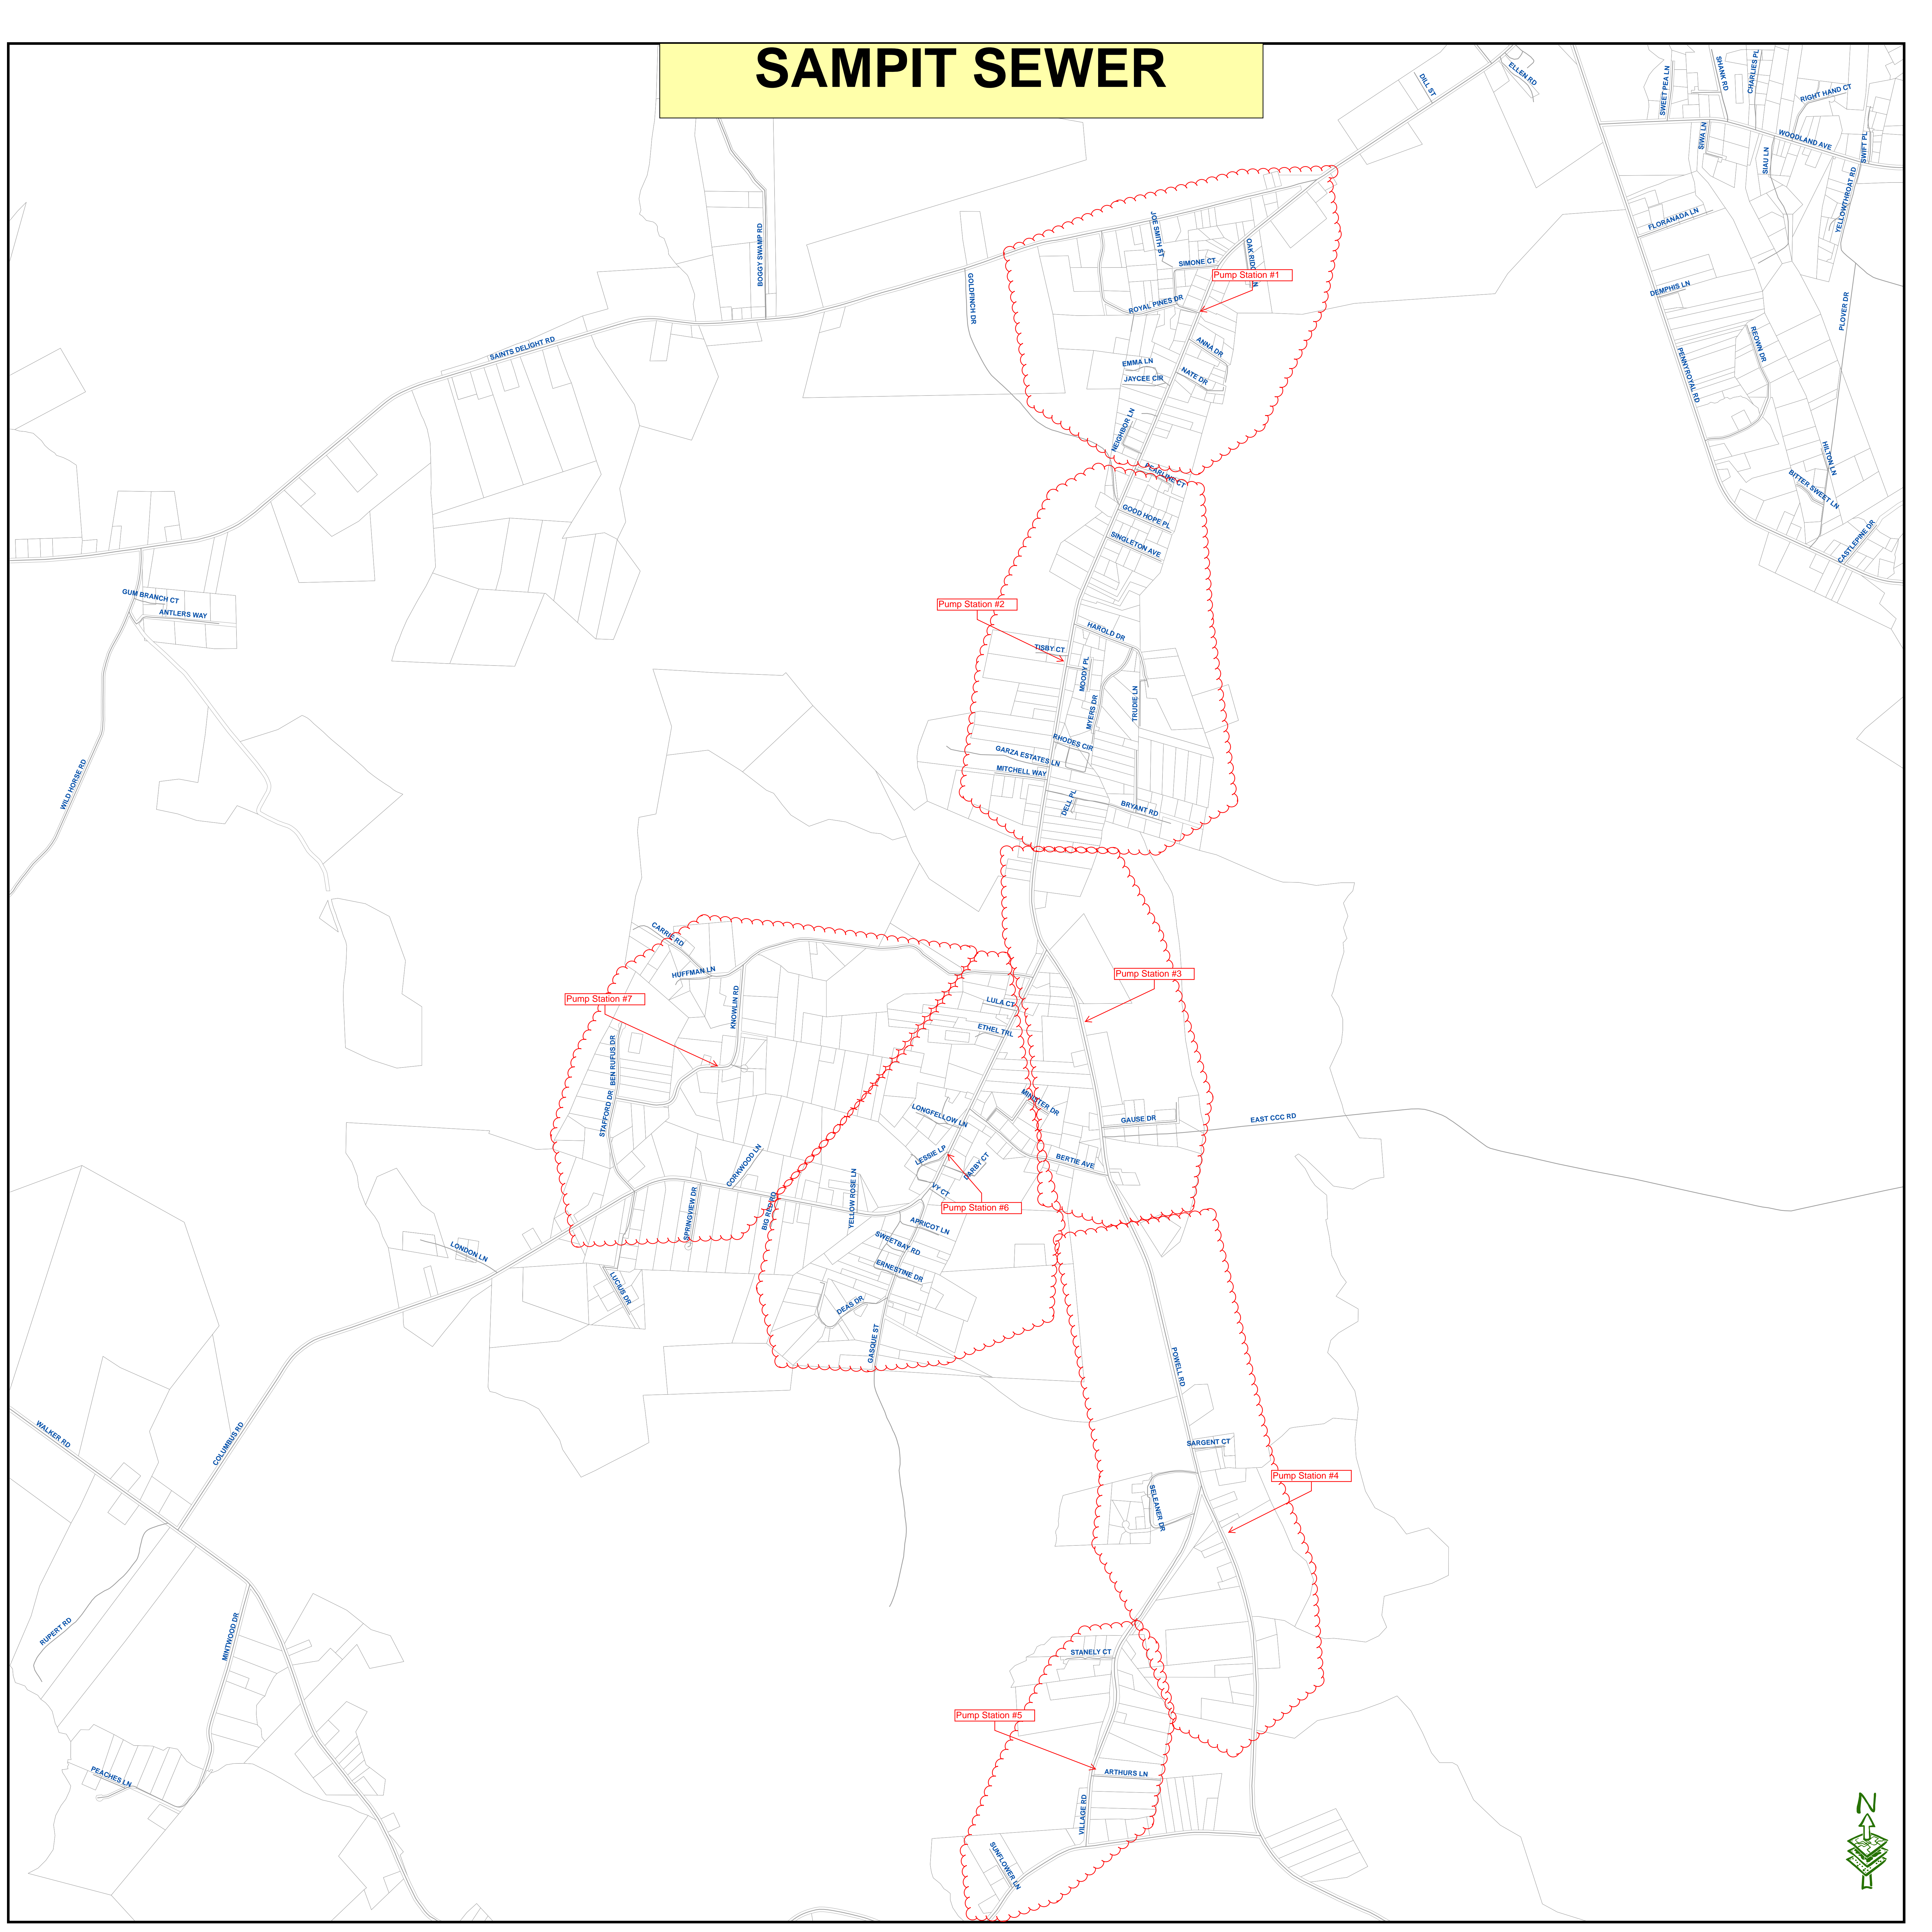 SAMPIT SEWER
ELLEN RD
DILL ST
SWEET PEA LN
SHANK RD
CHARLIES PL
RIGHT HAND CT
SIWA LN
WOODLAND AVE
SIAU LN
SWIFT PL
YELLOWTHROAT RD
FLORANADA LN
BOGGY SWAMP RD
JOE SMITH ST
OAK RIDG
N
SIMONE CT
Pump Station #1
GOLDFINCH DR
ROYAL PINES DR
DEMPHIS LN
PLOVER DR
SAINTS DELIGHT RD
ANNA DR
REOWN DR
EMMA LN
PENNYROYAL RD
JAYCEE CIR
NATE DR
NEIGHBOR LN
HILTON LN
PEARLINE CT
BITTER SWEET LN
GOOD HOPE PL
SINGLETON AVE
CASTLEPINE DR
GUM BRANCH CT
ANTLERS WAY
Pump Station #2
HAROLD DR
TISBY CT
MOODY PL
MYERS DR
TRUDIE LN
RHODES CIR
GARZA ESTATES LN
MITCHELL WAY
WILD HORSE RD
DELL PL
BRYANT RD
CARRIE RD
HUFFMAN LN
Pump Station #3
Pump Station #7
KNOWLIN RD
LULA CT
ETHEL TRL
BEN RUFUS DR
STAFFORD DR
MINISTER DR
LONGFELLOW LN
GAUSE DR
EAST CCC RD
LESSIE LP
DARBY CT
BERTIE AVE
CORKWOOD LN
VY CT
SPRINGVIEW DR
BIG RED RD
YELLOW ROSE LN
Pump Station #6
APRICOT LN
SWEETBAY RD
LONDON LN
ERNESTINE DR
LUCIUS DR
DEAS DR
GASQUE ST
POWELL RD
WALKER RD
COLUMBUS RD
SARGENT CT
Pump Station #4
SELEANER DR
RUPERT RD
MINTWOOD DR
STANELY CT
Pump Station #5
PEACHES LN
ARTHURS LN
VILLAGE RD
SUNFLOWER LN
N